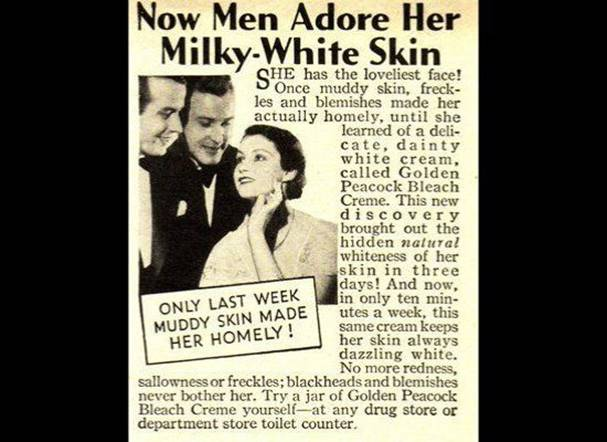 Now Men Adore Her
Milky-White Skin
SHE has the loveliest face!
Once muddy skin, freck-
les and blemishes made her
actually homely, until she
learned of a deli-
cate, dainty
white cream,
called Golden
Peacock Bleach
Creme. This new
discovery
brought out the
hidden natural
whiteness of her
skin in three
days! And now,
in only ten min-
utes a week, this
same cream keeps
her skin always
dazzling white.
No more redness,
sallowness or freckles; blackheads and blemishes
never bother her. Try a jar of Golden Peacock
Bleach Creme yourself—at any drug store or
department store toilet counter.
ONLY LAST WEEK
MUDDY SKIN MADE
HER HOMELY!